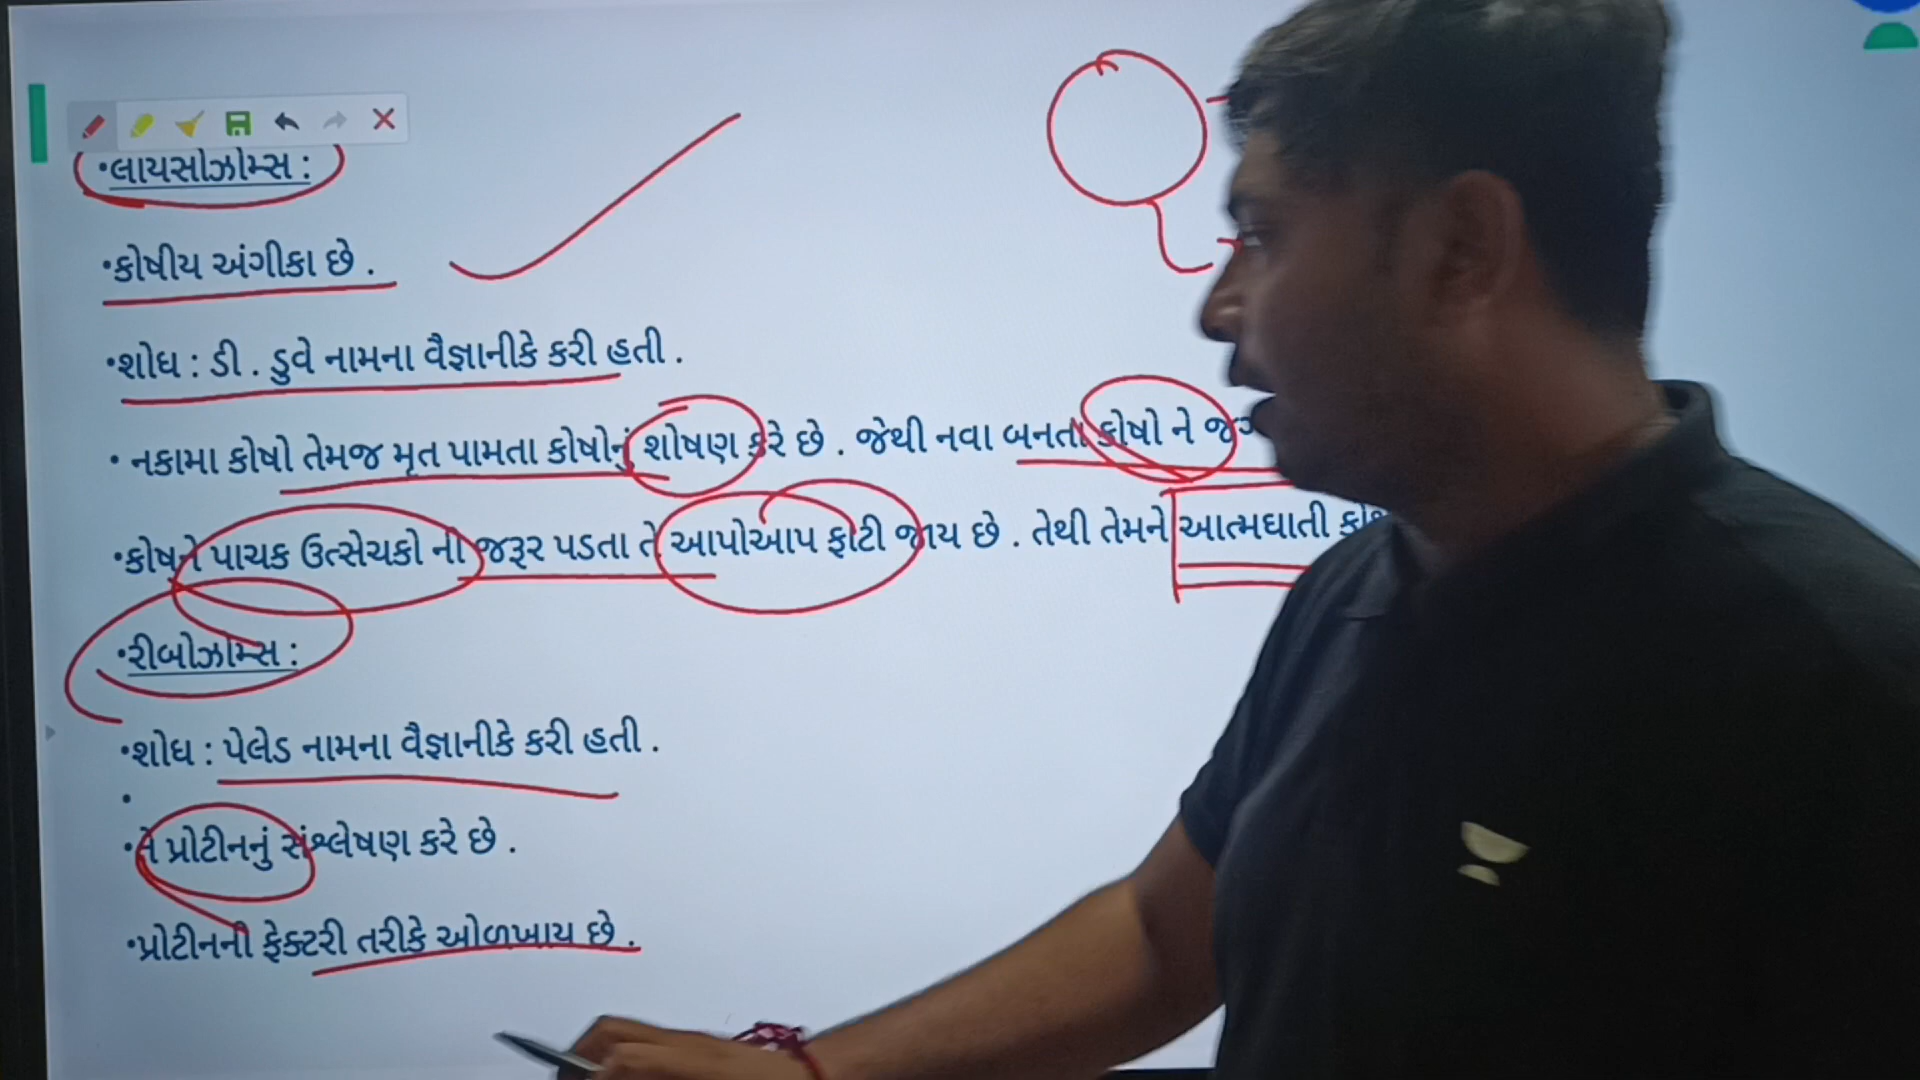 •લાયસોઝોમ્સ :
•કોષીય અંગીકા છે .
•શોધ : ડી . ડુવે નામના વૈજ્ઞાનીકે કરી હતી .
• નકામા કોષો તેમજ મૃત પામતા કોષોનું શોષણ કરે છે . જેથી નવા બનતા કોષો ને
•કોષને પાચક ઉત્સેચકો ની જરૂર પડતા તે આપોઆપ ફાટી જાય છે . તેથી તેમને આત્મઘાતી
•રીબોઝોમ્સ :
•શોધ : પેલેડ નામના વૈજ્ઞાનીકે કરી હતી .
•
•તે પ્રોટીનનું સંશ્લેષણ કરે છે .
•પ્રોટીનની ફેક્ટરી તરીકે ઓળખાય છે .